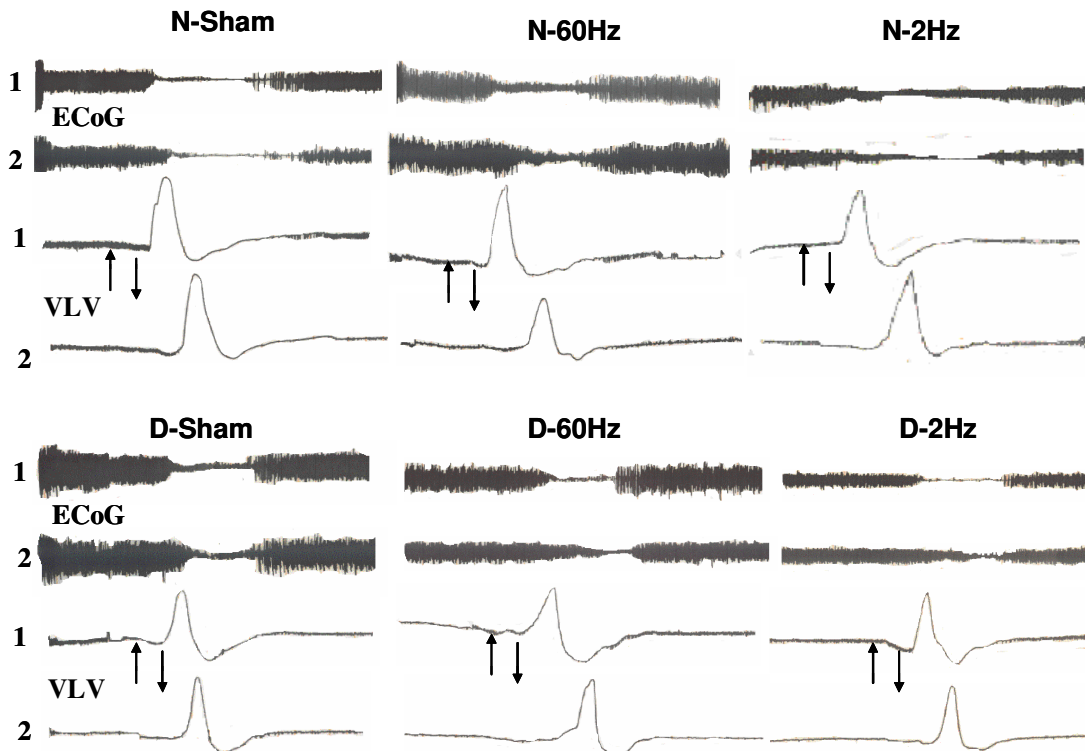 N-Sham N-60Hz N-2Hz
1
ECoG
2
1
VLV
2
D-Sham D-60Hz D-2Hz
1
ECoG
2
1
VLV
2